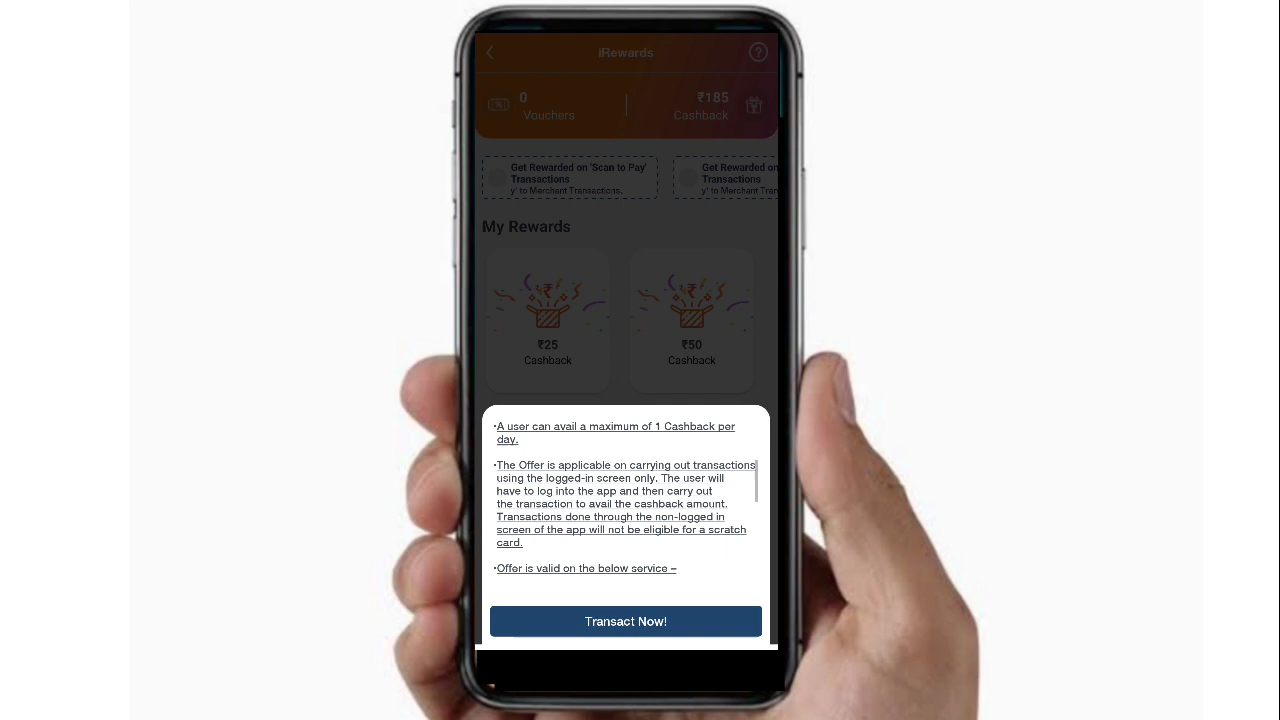 iRewards
?
0
Vouchers
₹185
Cashback
Get Rewarded on 'Scan to Pay'
Transactions
y' to Merchant Transactions.
Get Rewarded on
Transactions
y' to Merchant Tran
My Rewards
₹25
Cashback
₹50
Cashback
•A user can avail a maximum of 1 Cashback per
day.
•The Offer is applicable on carrying out transactions
using the logged-in screen only. The user will
have to log into the app and then carry out
the transaction to avail the cashback amount.
Transactions done through the non-logged in
screen of the app will not be eligible for a scratch
card.
•Offer is valid on the below service –
Transact Now!